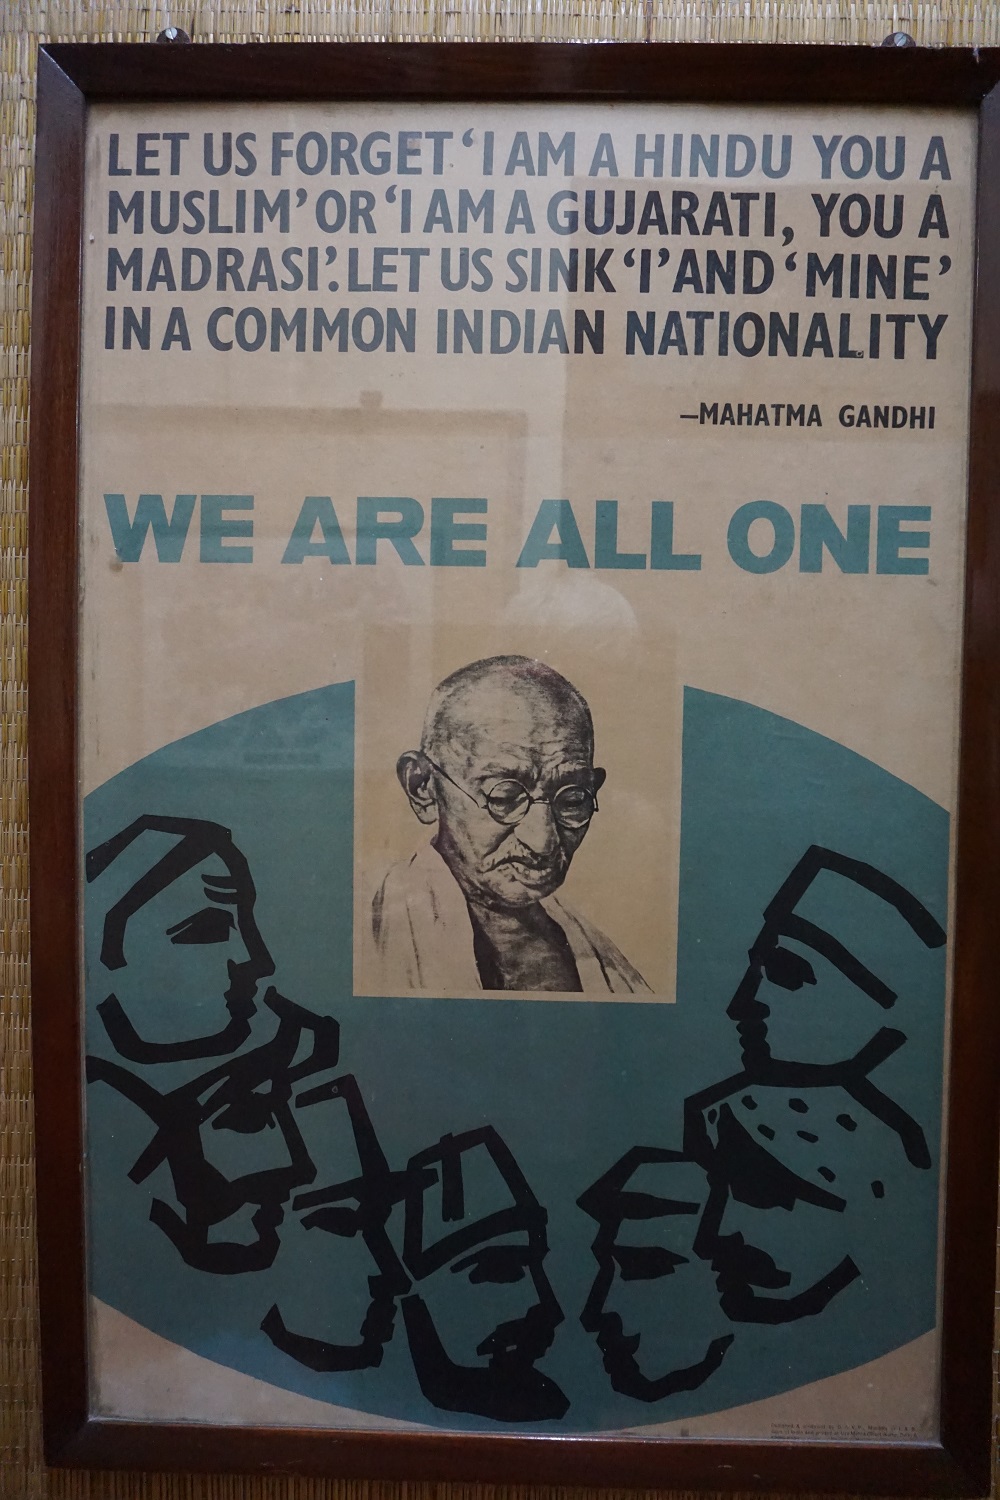 LET US FORGET ‘I AM A HINDU YOU A
MUSLIM’ OR ‘I AM A GUJARATI, YOU A
MADRASI’. LET US SINK ‘I’ AND ‘MINE’
IN A COMMON INDIAN NATIONALITY
—MAHATMA GANDHI
WE ARE ALL ONE